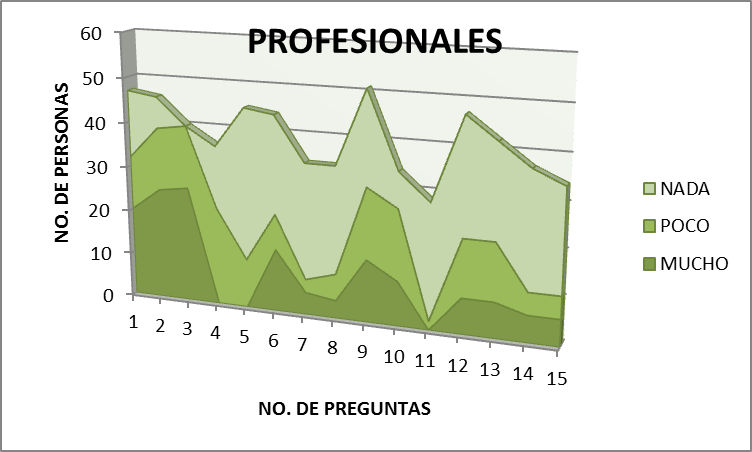 PROFESIONALES
60
50
40
30
20
10
0
NO. DE PERSONAS
1 2 3 4 5 6 7 8 9 10 11 12 13 14 15
NO. DE PREGUNTAS
NADA
POCO
MUCHO